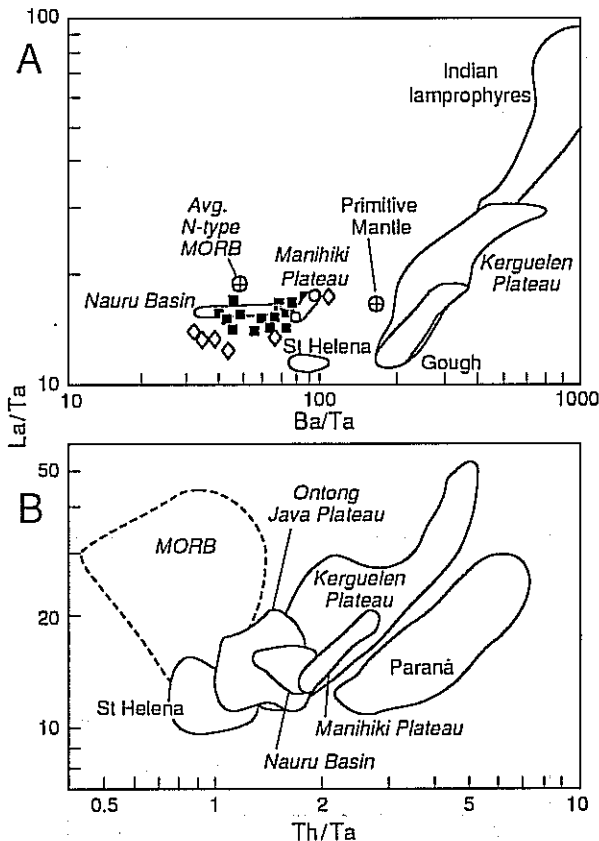 A
100
Indian
lamprophyres
Avg.
N-type
MORB
Primitive
Mantle
Manihiki
Plateau
Kerguelen
Plateau
Nauru Basin
St Helena
Gough
10
10
100
1000
Ba/Ta
La/Ta
B
50
20
10
Ontong
Java Plateau
MORB
Kerguelen
Plateau
Paraná
St Helena
Manihiki Plateau
Nauru Basin
0.5
1
2
5
10
Th/Ta